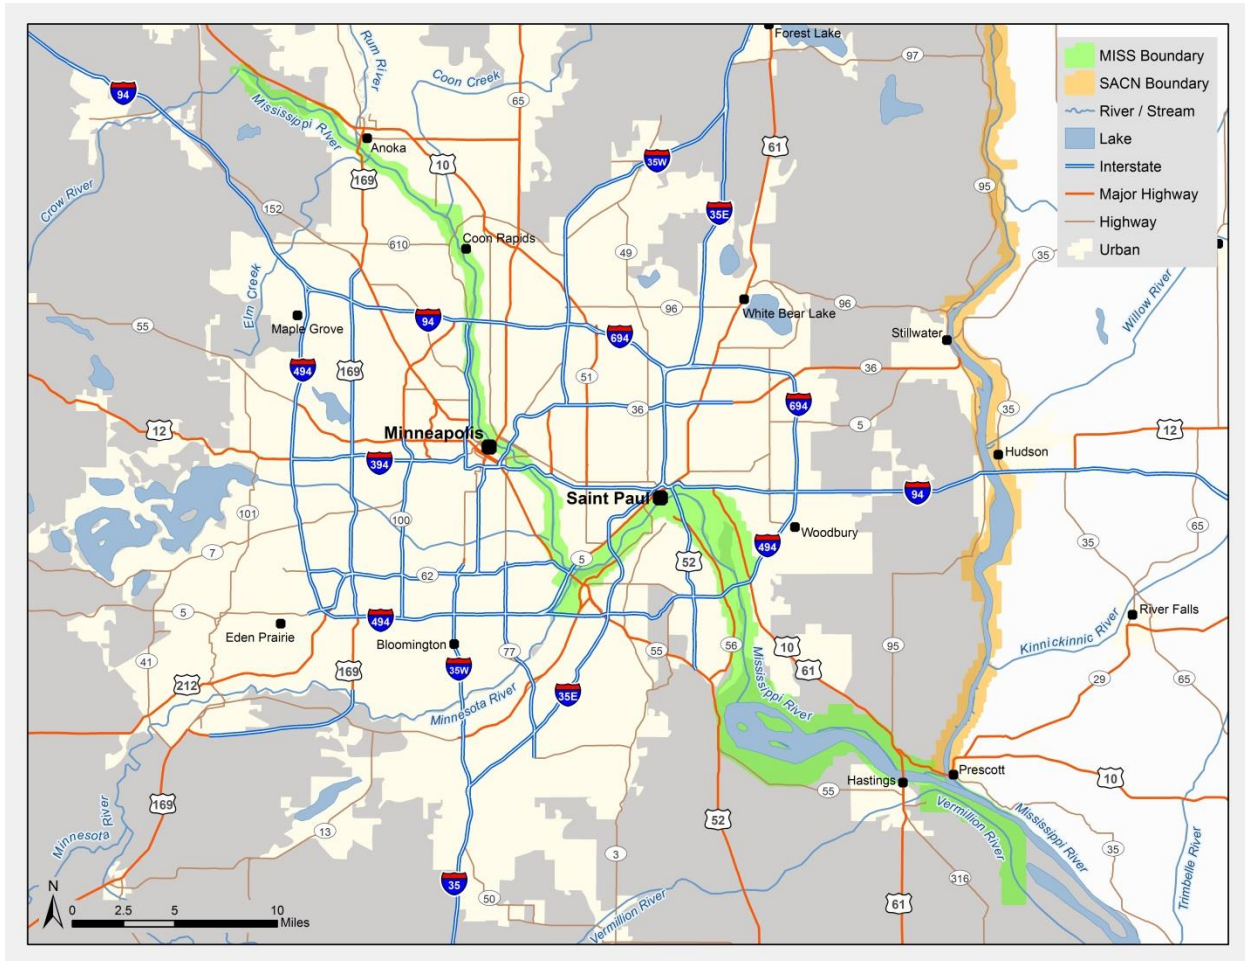 Forest Lake
97
MISS Boundary
SACN Boundary
River / Stream
Lake
Interstate
Major Highway
Highway
Urban
Rum River
Coon Creek
94
65
Mississippi River
Anoka
10
169
35W
61
Crow River
152
35E
95
Coon Rapids
610
49
35
Elm Creek
Willow River
55
Maple Grove
94
96
White Bear Lake
96
694
Stillwater
494
169
51
36
36
694
35
5
12
Minneapolis
394
12
Hudson
Saint Paul
94
101
100
Woodbury
494
65
35
7
5
52
62
5
494
Eden Prairie
Bloomington
River Falls
Kinnickinnic River
41
77
55
56
10
61
95
Mississippi River
212
169
35W
35E
29
65
Minnesota River
Prescott
Hastings
10
55
169
52
Vermillion River
Mississippi River
Minnesota River
13
3
35
Trimbelle River
35
50
316
61
Vermillion River
N
0 2.5 5 10
Miles